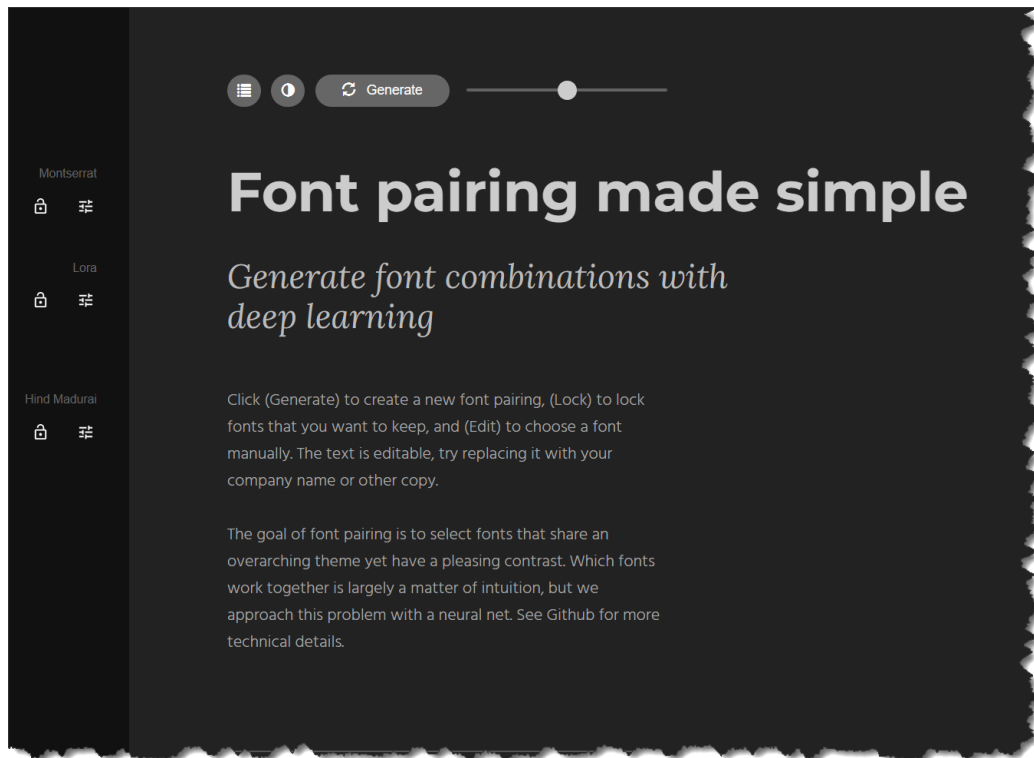 Generate
Montserrat
Font pairing made simple
Lora
Generate font combinations with
deep learning
Hind Madurai
Click (Generate) to create a new font pairing, (Lock) to lock
fonts that you want to keep, and (Edit) to choose a font
manually. The text is editable, try replacing it with your
company name or other copy.
The goal of font pairing is to select fonts that share an
overarching theme yet have a pleasing contrast. Which fonts
work together is largely a matter of intuition, but we
approach this problem with a neural net. See Github for more
technical details.